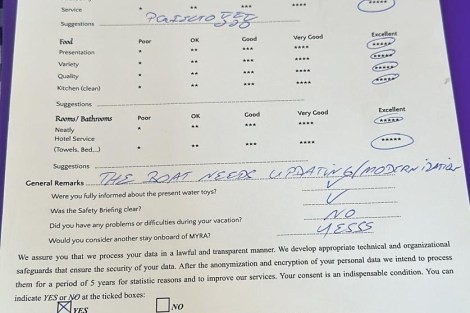 Service * ** *** **** *****
Suggestions
Food Poor OK Good Very Good Excellent
Presentation * ** *** **** *****
Variety * ** *** **** *****
Quality * ** *** **** *****
Kitchen (clean) * ** *** **** *****
Suggestions
Rooms/ Bathrooms Poor OK Good Very Good Excellent
Neatly * ** *** **** *****
Hotel Service
(Towels, Bed...) * ** *** **** *****
Suggestions
General Remarks THE BOAT NEEDS UPDATING/MODERNIZATION
Were you fully informed about the present water toys? ✓
Was the Safety Briefing clear? ✓
Did you have any problems or difficulties during your vacation? NO
Would you consider another stay onboard of MYRA? YESSS
We assure you that we process your data in a lawful and transparent manner. We develop appropriate technical and organizational
safeguards that ensure the security of your data. After the anonymization and encryption of your personal data we intend to process
them for a period of 5 years for statistic reasons and to improve our services. Your consent is an indispensable condition. You can
indicate YES or NO at the ticked boxes:
☒ YES ☐ NO